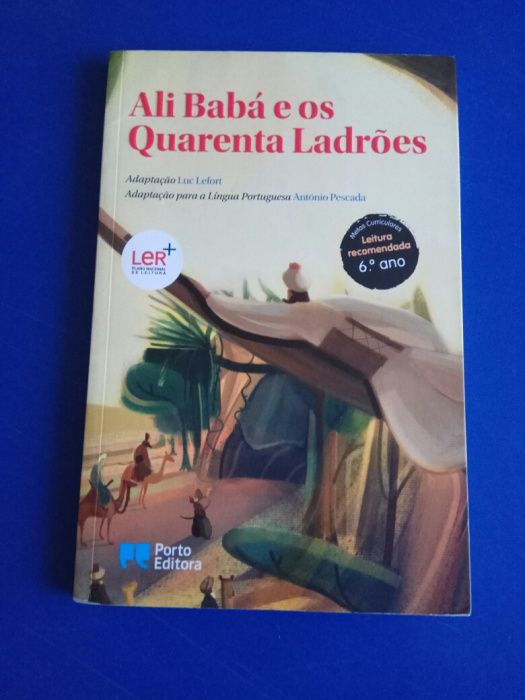 Ali Babá e os
Quarenta Ladrões
Adaptação Luc Lefort
Adaptação para a Língua Portuguesa António Pescada
LeR+
PLANO NACIONAL
DE LEITURA
Metas Curriculares
Leitura
recomendada
6.º ano
Porto
Editora